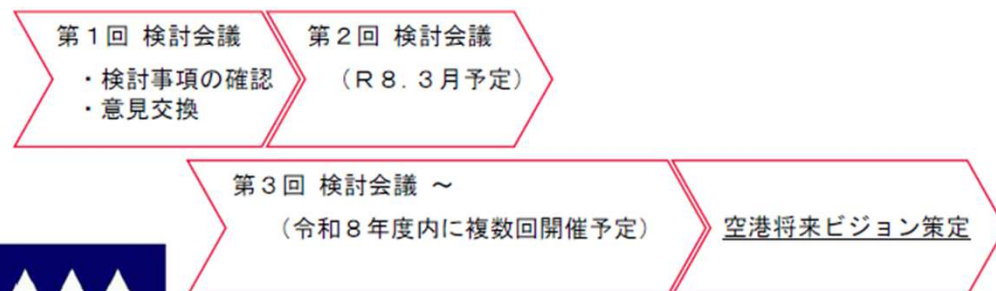 第１回 検討会議
・検討事項の確認
・意見交換
第２回 検討会議
（Ｒ８．３月予定）
第３回 検討会議 ～
（令和８年度内に複数回開催予定）
空港将来ビジョン策定